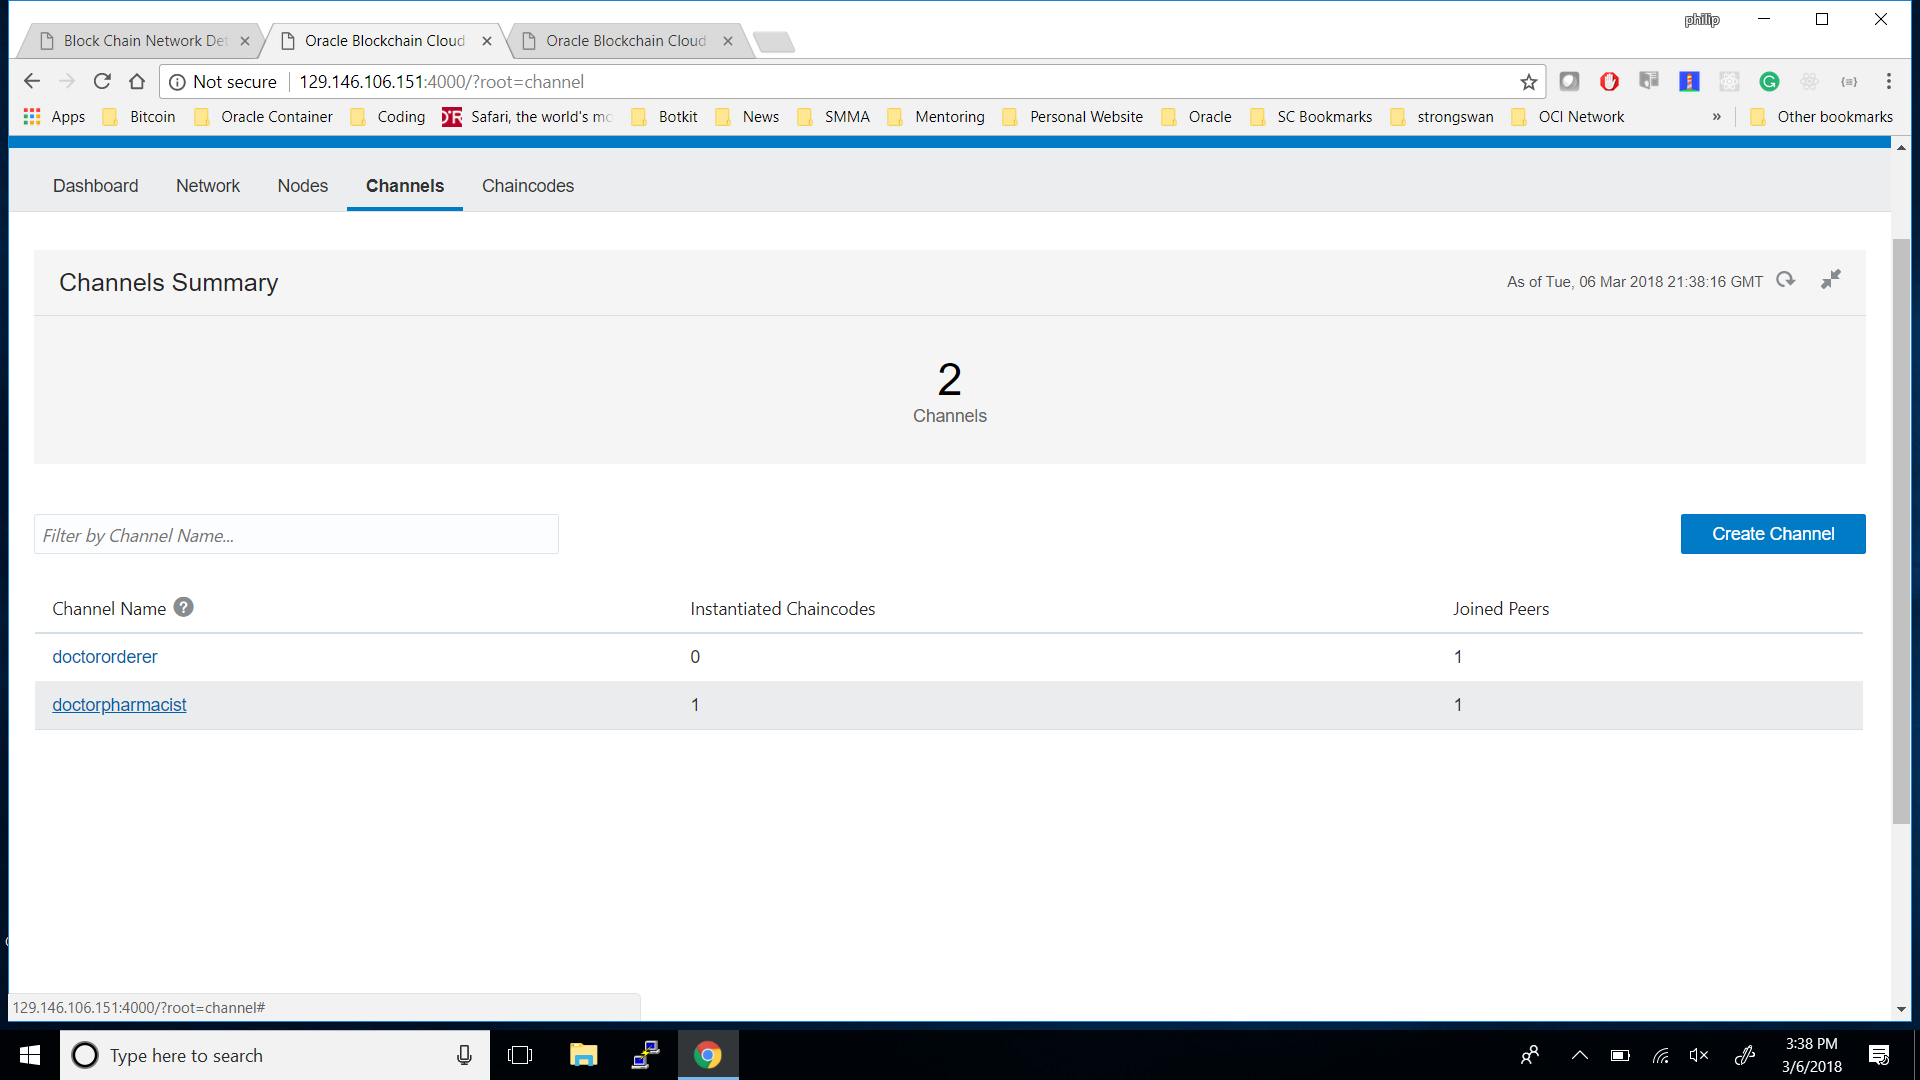 philip
Block Chain Network Det
Oracle Blockchain Cloud
Oracle Blockchain Cloud
Not secure
129.146.106.151:4000/?root=channel
Apps
Bitcoin
Oracle Container
Coding
Safari, the world's mo
Botkit
News
SMMA
Mentoring
Personal Website
Oracle
SC Bookmarks
strongswan
OCI Network
»
Other bookmarks
Dashboard
Network
Nodes
Channels
Chaincodes
Channels Summary
As of Tue, 06 Mar 2018 21:38:16 GMT
2
Channels
Filter by Channel Name...
Create Channel
Channel Name ?
Instantiated Chaincodes
Joined Peers
doctororderer
0
1
doctorpharmacist
1
1
129.146.106.151:4000/?root=channel#
Type here to search
3:38 PM
3/6/2018